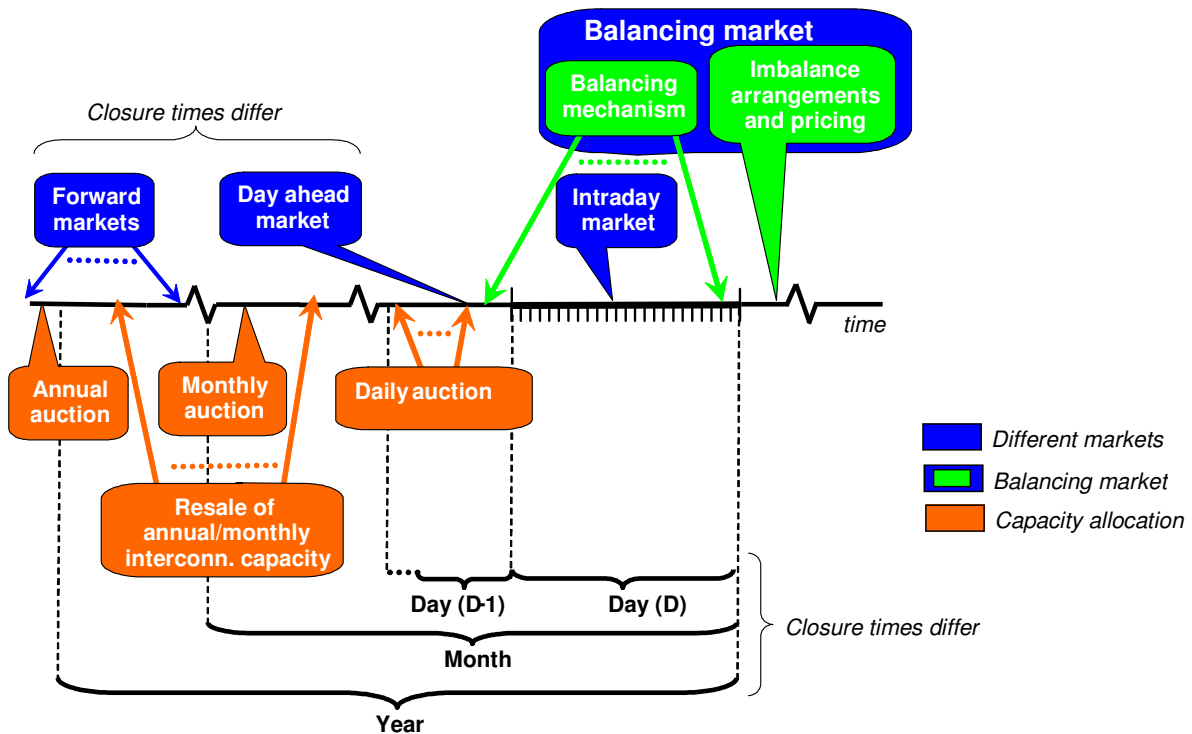 Balancing market
Balancing
mechanism
Imbalance
arrangements
and pricing
Closure times differ
Forward
markets
Day ahead
market
Intraday
market
time
Annual
auction
Monthly
auction
Daily auction
Resale of
annual/monthly
interconn. capacity
Different markets
Balancing market
Capacity allocation
Day (D-1)
Day (D)
Closure times differ
Month
Year